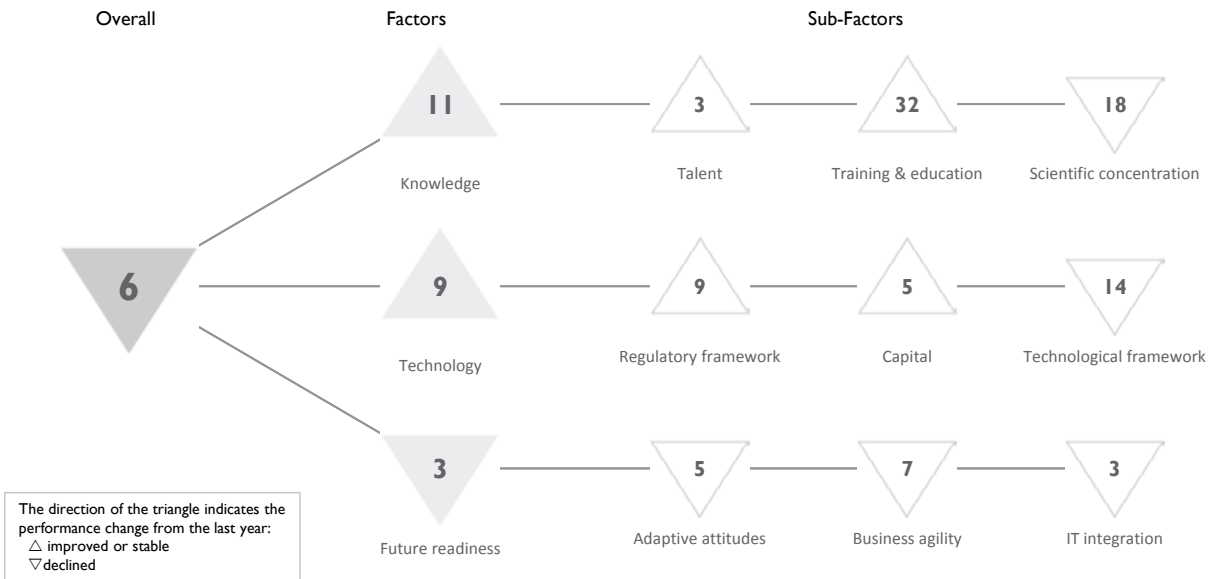 Overall
Factors
Sub-Factors
11
3
32
18
Knowledge
Talent
Training & education
Scientific concentration
6
9
9
5
14
Technology
Regulatory framework
Capital
Technological framework
3
5
7
3
Future readiness
Adaptive attitudes
Business agility
IT integration
The direction of the triangle indicates the
performance change from the last year:
△ improved or stable
▽declined